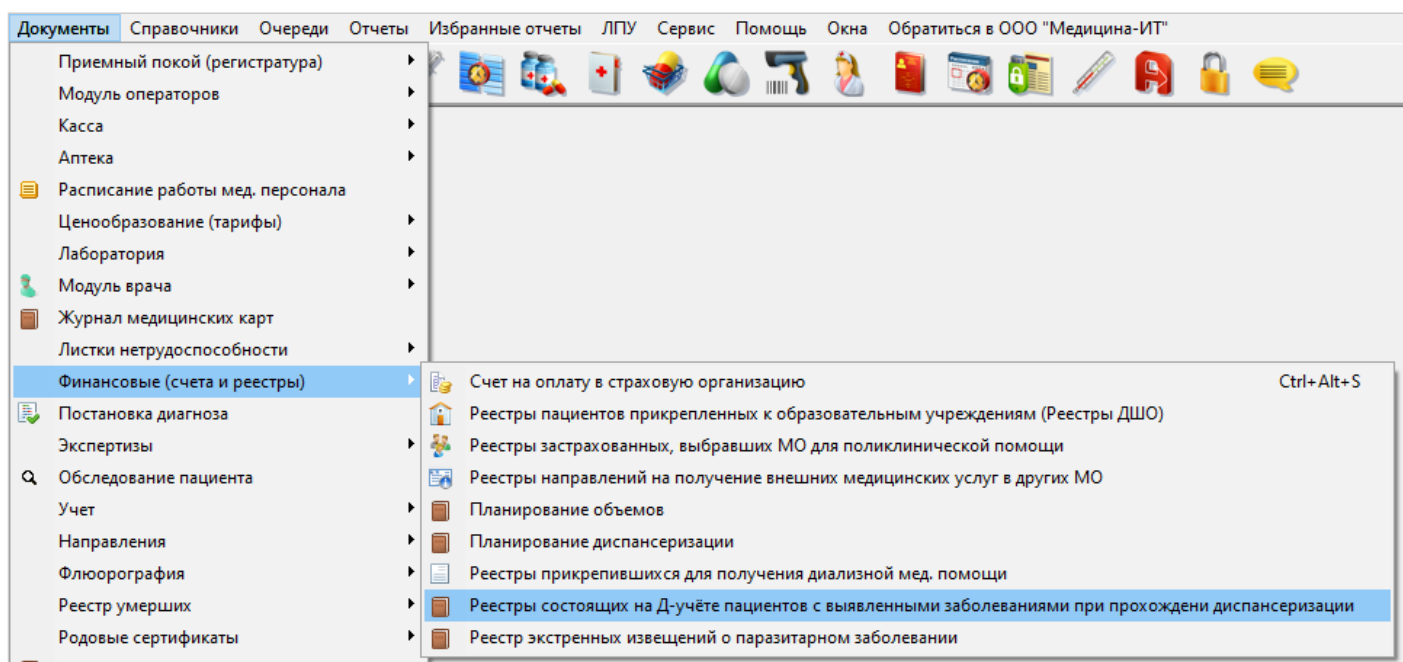 Документы Справочники Очереди Отчеты Избранные отчеты ЛПУ Сервис Помощь Окна Обратиться в ООО "Медицина-ИТ"
Приемный покой (регистратура)
Модуль операторов
Касса
Аптека
Расписание работы мед. персонала
Ценообразование (тарифы)
Лаборатория
Модуль врача
Журнал медицинских карт
Листки нетрудоспособности
Финансовые (счета и реестры)
Постановка диагноза
Экспертизы
Обследование пациента
Учет
Направления
Флюорография
Реестр умерших
Родовые сертификаты
Счет на оплату в страховую организацию Ctrl+Alt+S
Реестры пациентов прикрепленных к образовательным учреждениям (Реестры ДШО)
Реестры застрахованных, выбравших МО для поликлинической помощи
Реестры направлений на получение внешних медицинских услуг в других МО
Планирование объемов
Планирование диспансеризации
Реестры прикрепившихся для получения диализной мед. помощи
Реестры состоящих на Д-учёте пациентов с выявленными заболеваниями при прохождени диспансеризации
Реестр экстренных извещений о паразитарном заболевании